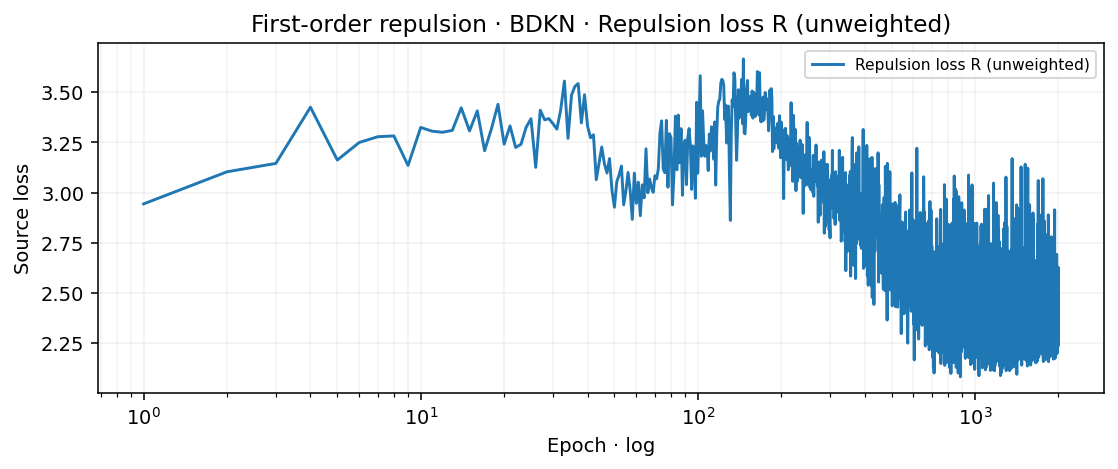 First-order repulsion · BDKN · Repulsion loss R (unweighted)
Repulsion loss R (unweighted)
Source loss
3.50
3.25
3.00
2.75
2.50
2.25
10⁰ 10¹ 10² 10³
Epoch · log